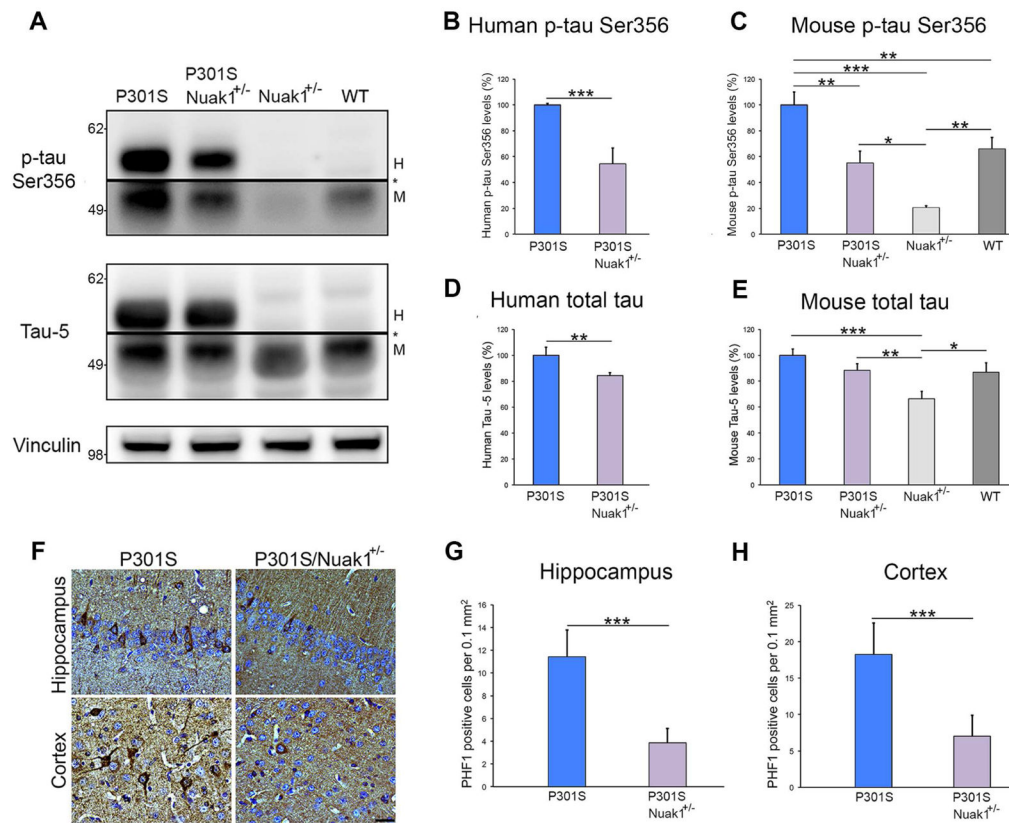 A
P301S
P301S
Nuak1+/-
Nuak1+/-
WT
p-tau
Ser356
62
49
H
*
M
Tau-5
62
49
H
*
M
Vinculin
98
B Human p-tau Ser356
Human p-tau Ser356 levels (%)
120
100
80
60
40
20
0
***
P301S
P301S
Nuak1+/-
C Mouse p-tau Ser356
Mouse p-tau Ser356 levels (%)
120
100
80
60
40
20
0
**
***
**
*
**
P301S
P301S
Nuak1+/-
Nuak1+/-
WT
D Human total tau
Human Tau -5 levels (%)
120
100
80
60
40
20
0
**
P301S
P301S
Nuak1+/-
E Mouse total tau
Mouse Tau-5 levels (%)
120
100
80
60
40
20
0
***
**
*
P301S
P301S
Nuak1+/-
Nuak1+/-
WT
F
P301S
P301S/Nuak1+/-
Hippocampus
Cortex
G
Hippocampus
PHF1 positive cells per 0.1 mm²
16
14
12
10
8
6
4
2
0
***
P301S
P301S
Nuak1+/-
H
Cortex
PHF1 positive cells per 0.1 mm²
25
20
15
10
5
0
***
P301S
P301S
Nuak1+/-